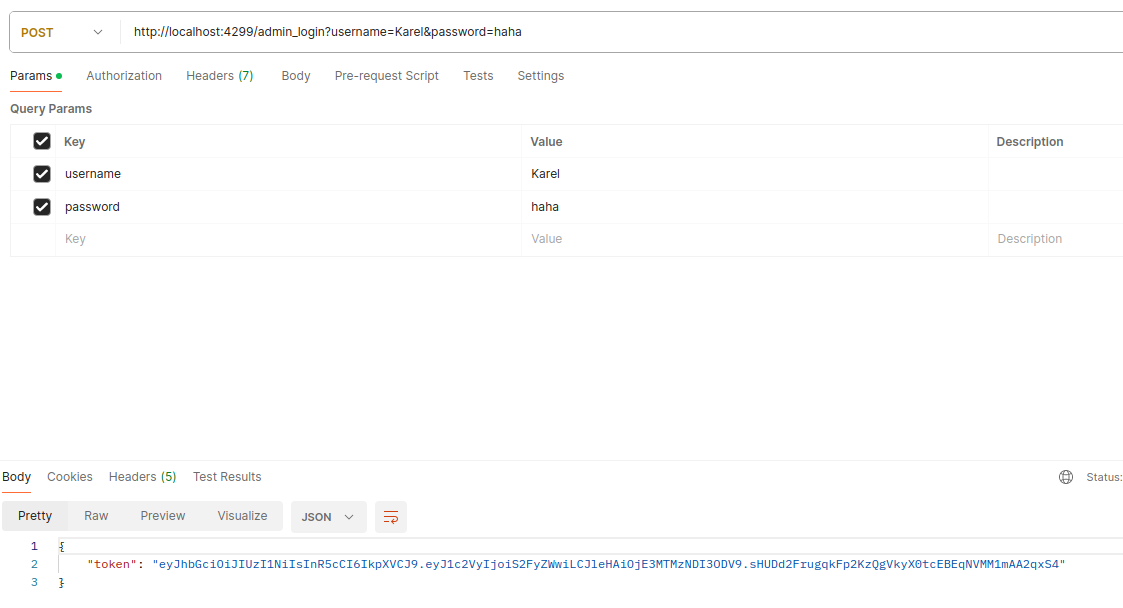 POST http://localhost:4299/admin_login?username=Karel&password=haha
Params Authorization Headers (7) Body Pre-request Script Tests Settings
Query Params
Key Value Description
username Karel
password haha
Key Value Description
Body Cookies Headers (5) Test Results Status:
Pretty Raw Preview Visualize JSON
1 {
2 "token": "eyJhbGciOiJIUzI1NiIsInR5cCI6IkpXVCJ9.eyJ1c2VyIjoiS2FyZWwiLCJleHAiOjE3MTMzNDI3ODV9.sHUDd2FrugqkFp2KzQgVkyX0tcEBEqNVMM1mAA2qxS4"
3 }